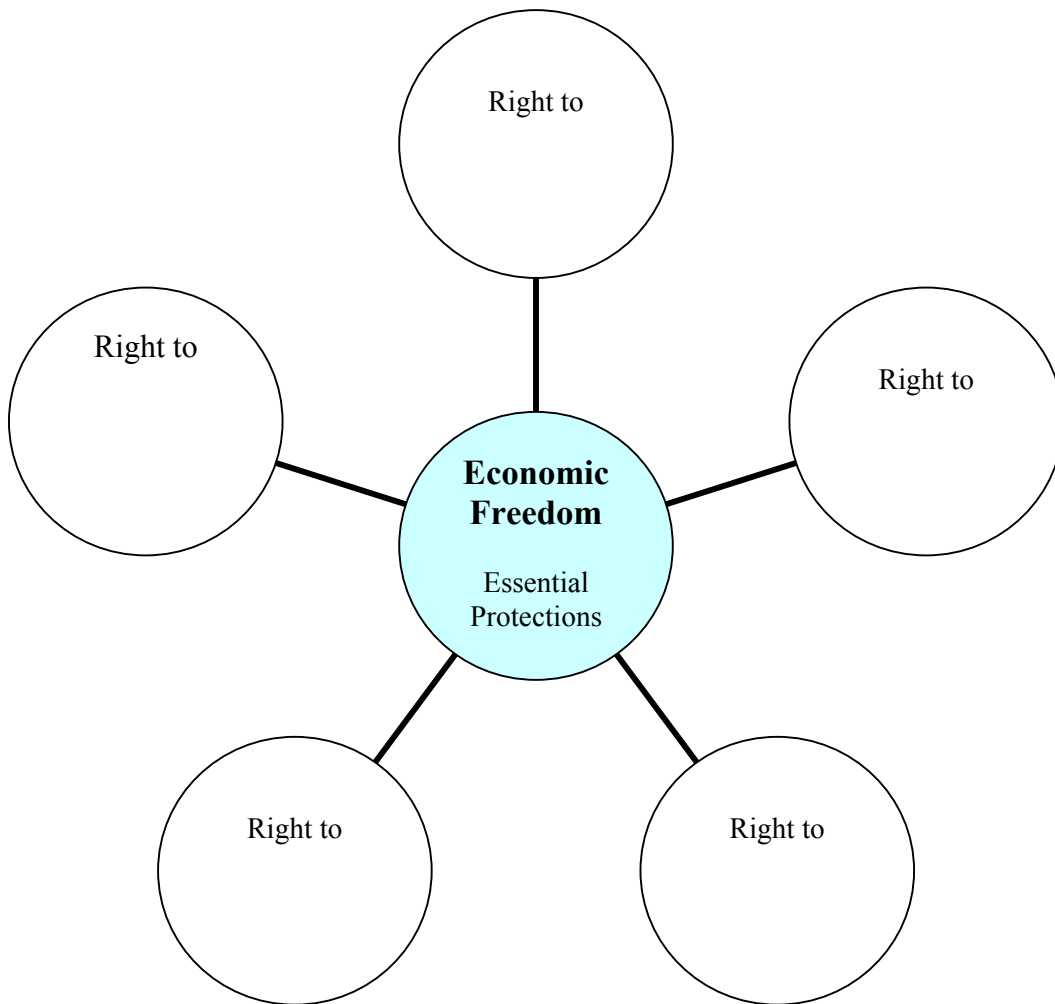 Right to
Right to
Right to
Economic
Freedom
Essential
Protections
Right to
Right to